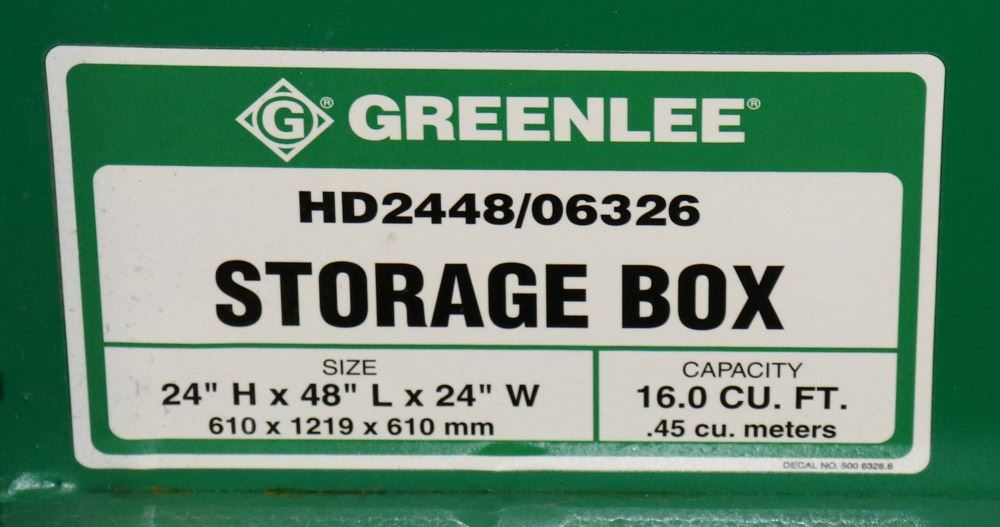 G® GREENLEE®
HD2448/06326
STORAGE BOX
SIZE
24" H x 48" L x 24" W
610 x 1219 x 610 mm
CAPACITY
16.0 CU. FT.
.45 cu. meters
DECAL NO. 500 6326.6